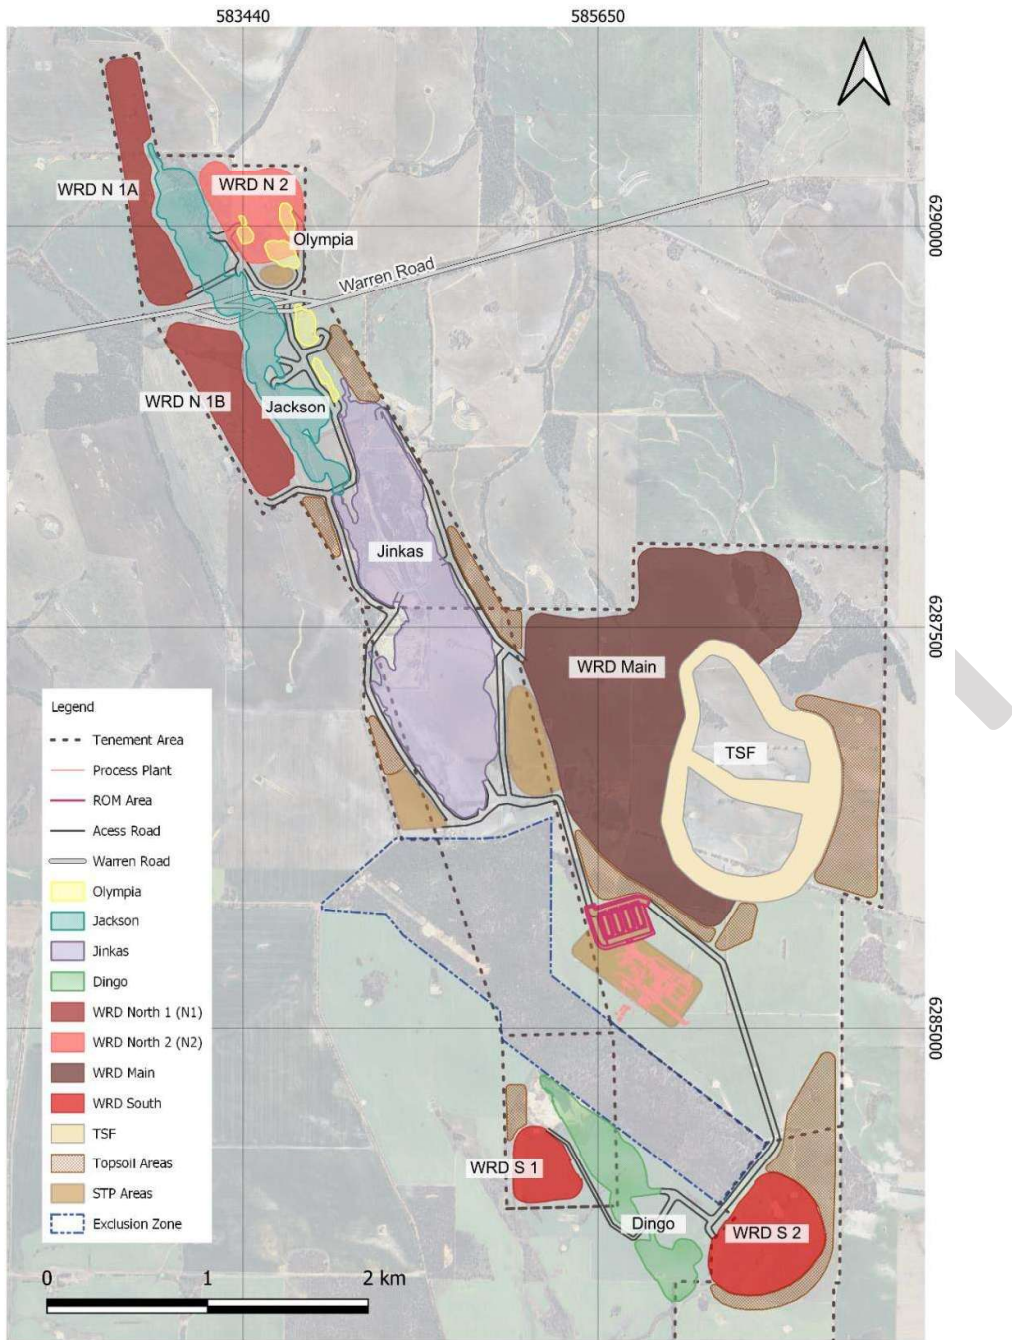 583440
585650
WRD N 1A
WRD N 2
Olympia
6290000
Warren Road
WRD N 1B
Jackson
Jinkas
6287500
WRD Main
TSF
Legend
Tenement Area
Process Plant
ROM Area
Acess Road
Warren Road
Olympia
Jackson
Jinkas
Dingo
WRD North 1 (N1)
WRD North 2 (N2)
WRD Main
WRD South
TSF
Topsoil Areas
STP Areas
Exclusion Zone
6285000
WRD S 1
Dingo
WRD S 2
0 1 2 km